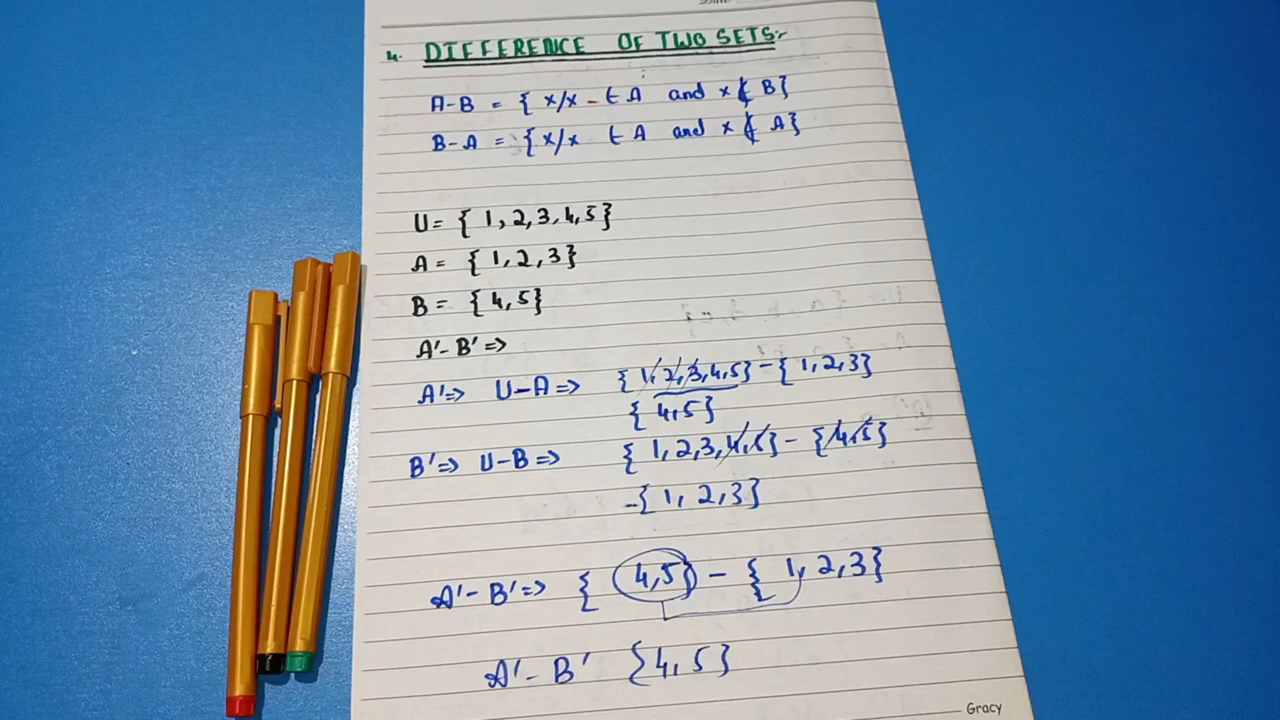 4. DIFFERENCE OF TWO SETS:-
A-B = { x/x - ∈ A and x ∉ B}
B-A = {x/x ∈ A and x ∉ A}
U= { 1,2,3,4,5}
A = { 1,2,3}
B = {4,5}
A'-B' =>
A'=> U-A=> {1,2,3,4,5}-{1,2,3}
{4,5}
B'=> U-B=> {1,2,3,4,5}-{4,5}
-{1,2,3}
A'-B'=> {4,5}-{1,2,3}
A'-B' {4,5}
Gracy